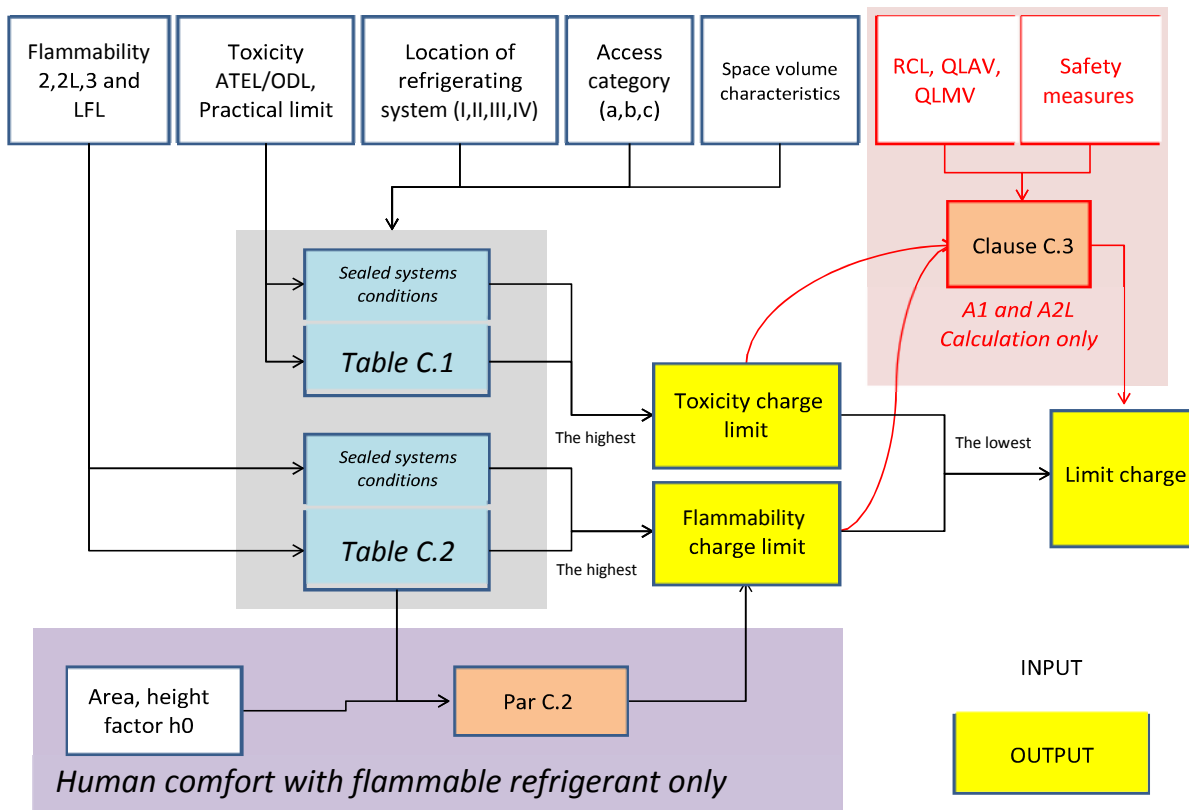 Flammability
2,2L,3 and
LFL
Toxicity
ATEL/ODL,
Practical limit
Location of
refrigerating
system (I,II,III,IV)
Access
category
(a,b,c)
Space volume
characteristics
RCL, QLAV,
QLMV
Safety
measures
Clause C.3
A1 and A2L
Calculation only
Sealed systems
conditions
Table C.1
The highest
Toxicity charge
limit
The lowest
Limit charge
Sealed systems
conditions
Table C.2
The highest
Flammability
charge limit
Area, height
factor h0
Par C.2
Human comfort with flammable refrigerant only
INPUT
OUTPUT